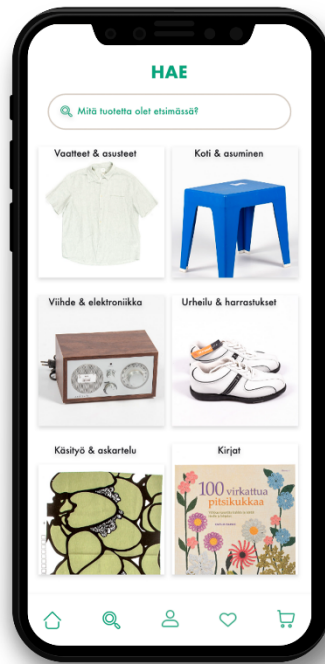 HAE
Mitä tuotetta olet etsimässä?
Vaatteet & asusteet
Koti & asuminen
Viihde & elektroniikka
Urheilu & harrastukset
Käsityö & askartelu
Kirjat
100 virkattua
pitsikukkaa